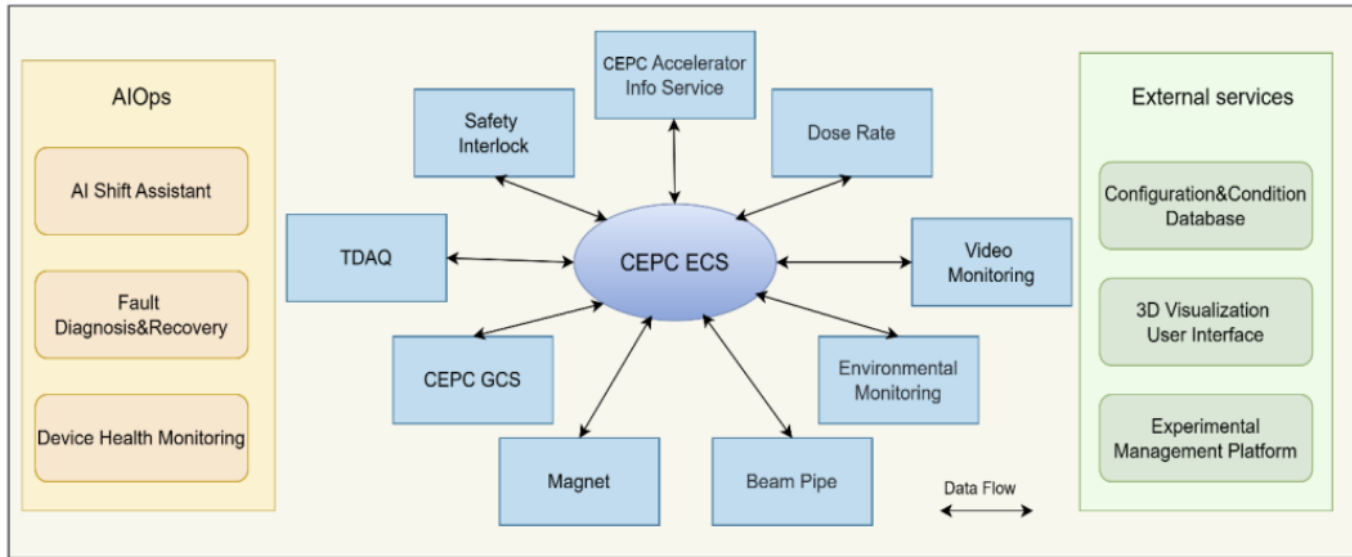 AIOps
AI Shift Assistant
Fault
Diagnosis&Recovery
Device Health Monitoring
CEPC Accelerator
Info Service
Safety
Interlock
Dose Rate
TDAQ
CEPC ECS
Video
Monitoring
CEPC GCS
Environmental
Monitoring
Magnet
Beam Pipe
Data Flow
External services
Configuration&Condition
Database
3D Visualization
User Interface
Experimental
Management Platform